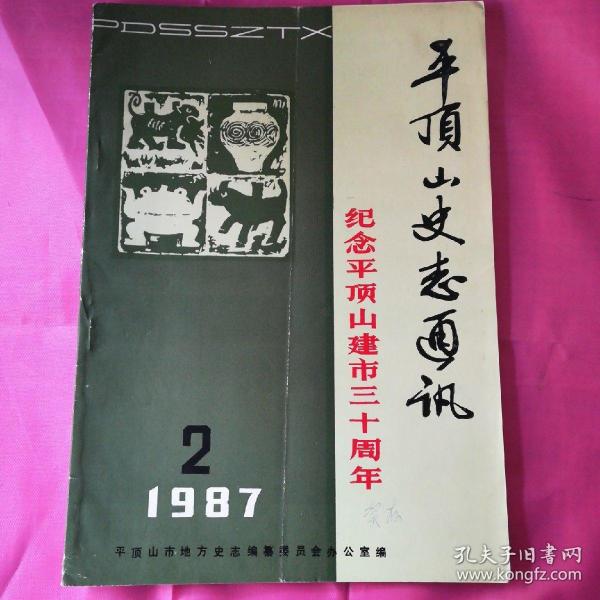 PDSSZTX
平顶山史志通讯
纪念平顶山建市三十周年
2
1987
平顶山市地方史志编纂委员会办公室编
孔夫子旧书网
www.kongfz.com